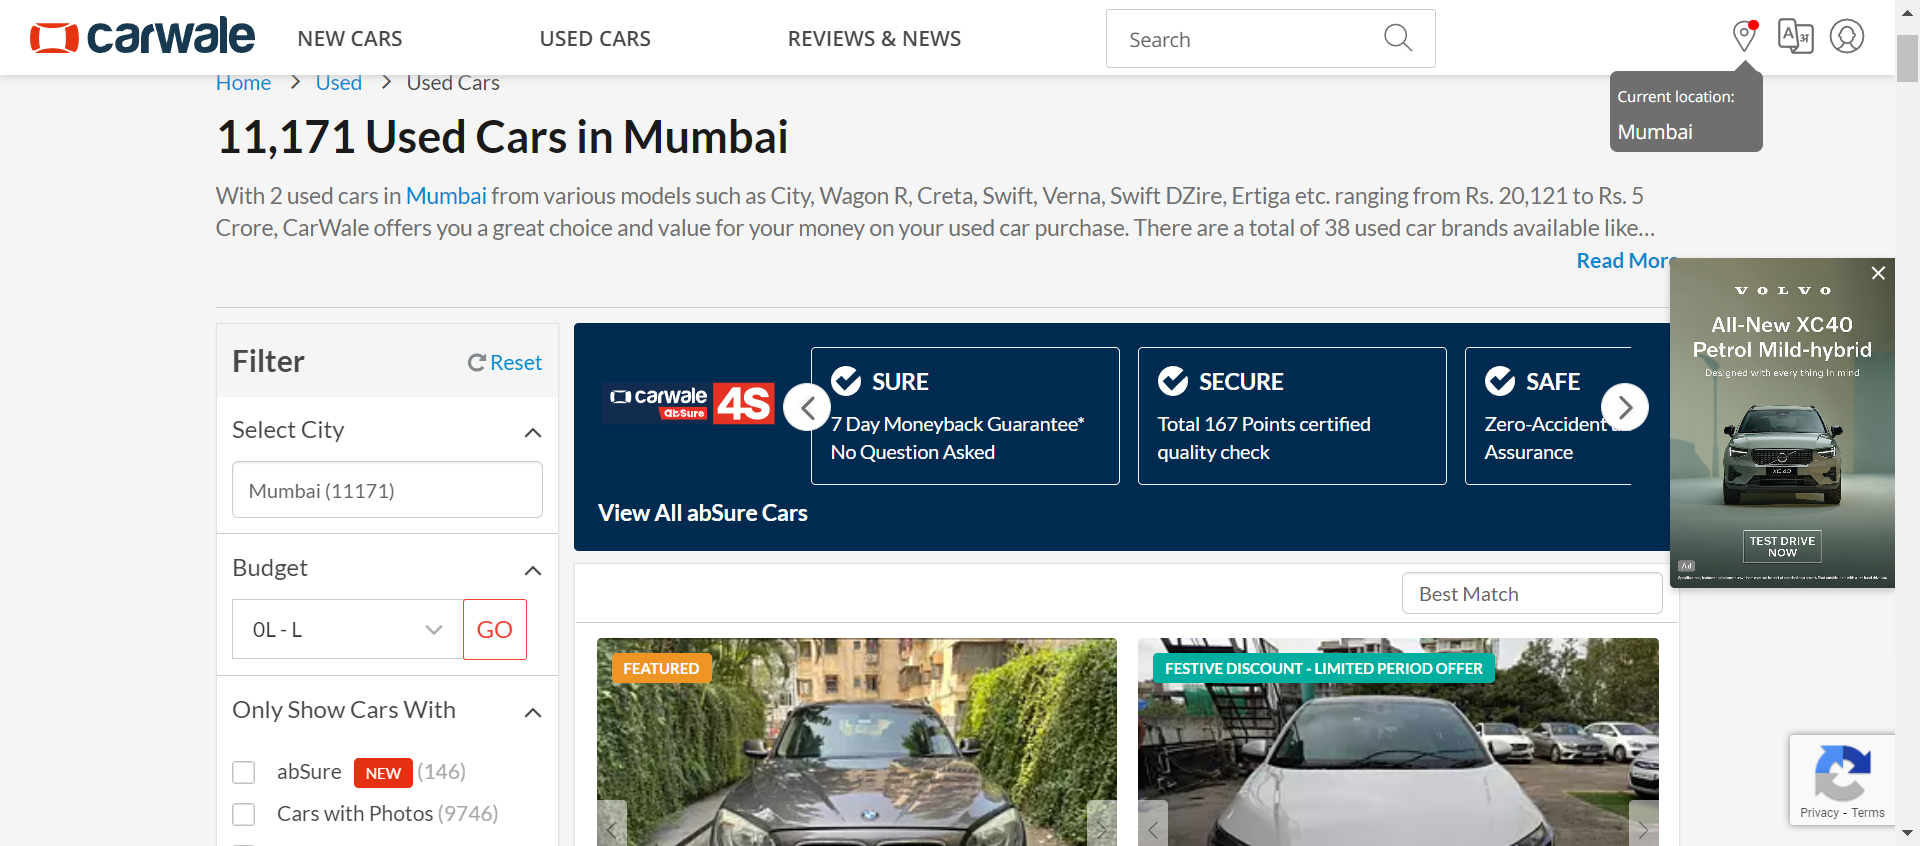 carwale
NEW CARS
USED CARS
REVIEWS & NEWS
Search
Aअ
Current location:
Mumbai
Home > Used > Used Cars
11,171 Used Cars in Mumbai
With 2 used cars in Mumbai from various models such as City, Wagon R, Creta, Swift, Verna, Swift DZire, Ertiga etc. ranging from Rs. 20,121 to Rs. 5
Crore, CarWale offers you a great choice and value for your money on your used car purchase. There are a total of 38 used car brands available like...
Read More
Filter
Reset
Select City
Mumbai (11171)
Budget
0L - L
GO
Only Show Cars With
abSure NEW (146)
Cars with Photos (9746)
carwale
abSure 4S
SURE
7 Day Moneyback Guarantee*
No Question Asked
SECURE
Total 167 Points certified
quality check
SAFE
Zero-Accident
Assurance
View All abSure Cars
Best Match
FEATURED
FESTIVE DISCOUNT - LIMITED PERIOD OFFER
VOLVO
All-New XC40
Petrol Mild-hybrid
Designed with every thing in mind
XC40
TEST DRIVE
NOW
Ad
Privacy - Terms